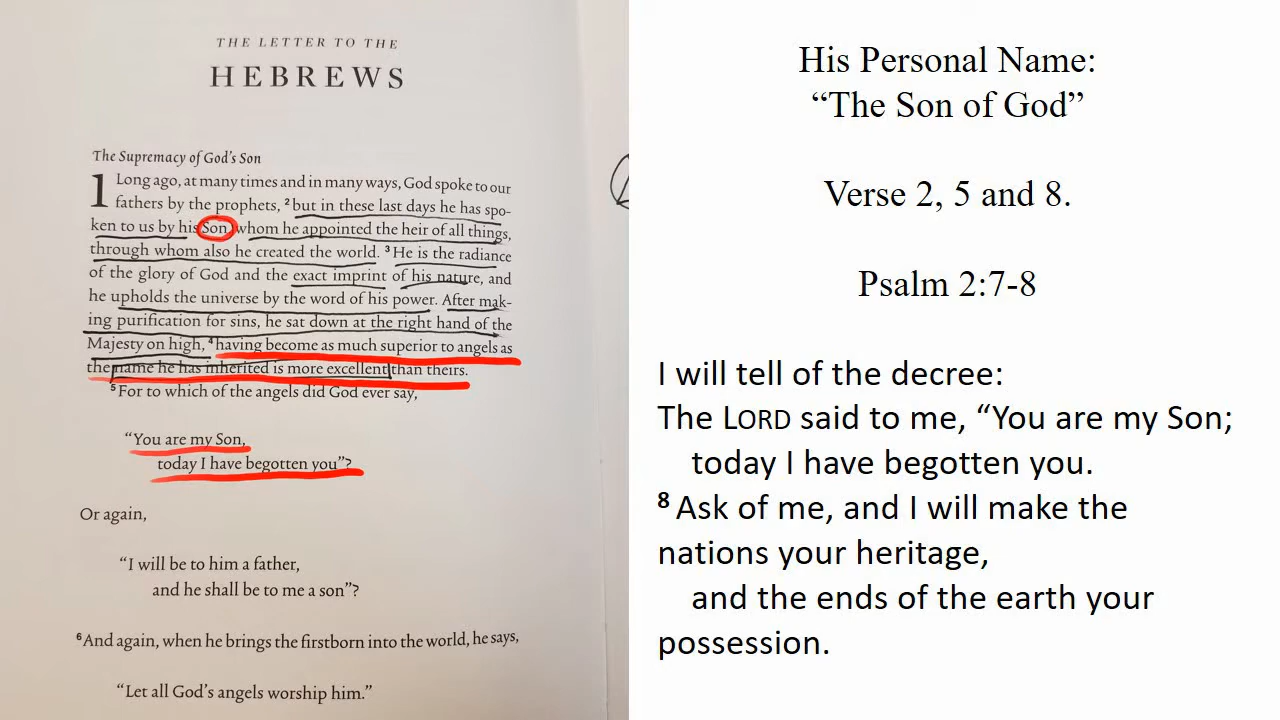 THE LETTER TO THE
HEBREWS
The Supremacy of God's Son
1 Long ago, at many times and in many ways, God spoke to our
fathers by the prophets, ²but in these last days he has spo-
ken to us by his Son, whom he appointed the heir of all things,
through whom also he created the world. ³He is the radiance
of the glory of God and the exact imprint of his nature, and
he upholds the universe by the word of his power. After mak-
ing purification for sins, he sat down at the right hand of the
Majesty on high, ⁴having become as much superior to angels as
the name he has inherited is more excellent than theirs.
⁵For to which of the angels did God ever say,
"You are my Son,
today I have begotten you"?
Or again,
"I will be to him a father,
and he shall be to me a son"?
⁶And again, when he brings the firstborn into the world, he says,
"Let all God's angels worship him."
His Personal Name:
“The Son of God”
Verse 2, 5 and 8.
Psalm 2:7-8
I will tell of the decree:
The LORD said to me, “You are my Son;
today I have begotten you.
⁸ Ask of me, and I will make the
nations your heritage,
and the ends of the earth your
possession.